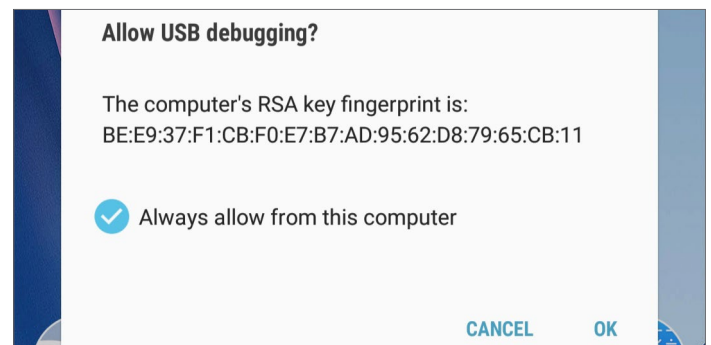 Allow USB debugging?
The computer's RSA key fingerprint is:
BE:E9:37:F1:CB:F0:E7:B7:AD:95:62:D8:79:65:CB:11
Always allow from this computer
CANCEL OK